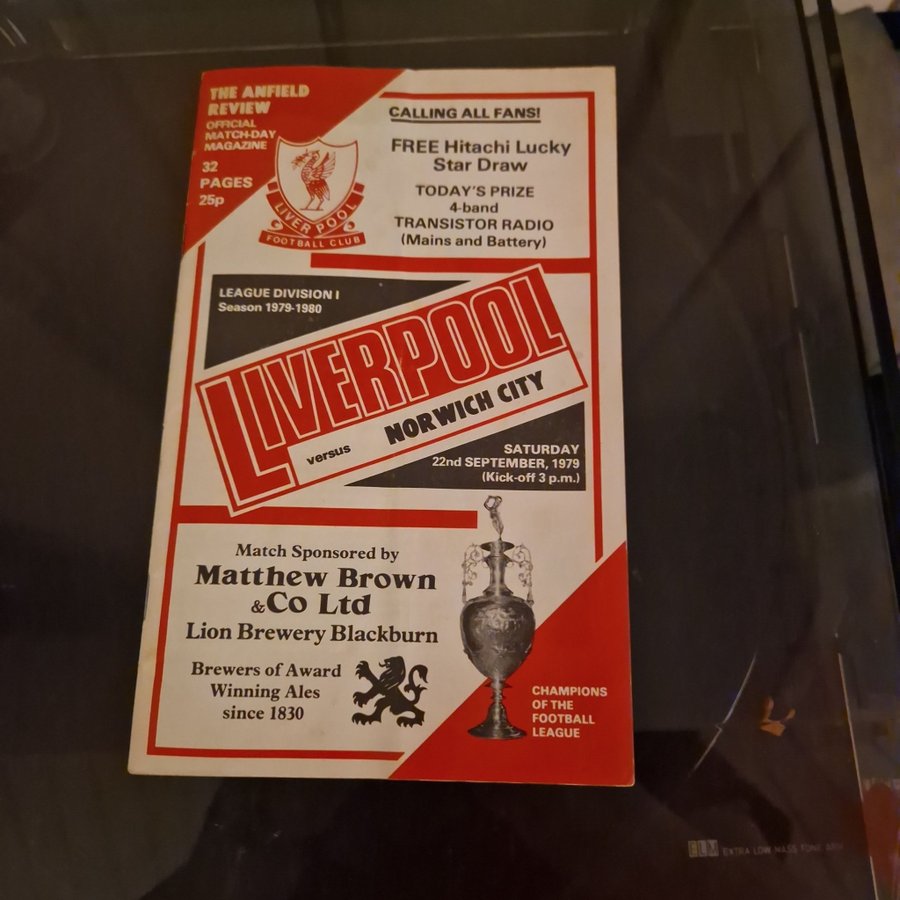 THE ANFIELD
REVIEW
OFFICIAL
MATCH-DAY
MAGAZINE
32
PAGES
25p
LIVERPOOL
FOOTBALL CLUB
CALLING ALL FANS!
FREE Hitachi Lucky
Star Draw
TODAY'S PRIZE
4-band
TRANSISTOR RADIO
(Mains and Battery)
LEAGUE DIVISION I
Season 1979-1980
LIVERPOOL
versus NORWICH CITY
SATURDAY
22nd SEPTEMBER, 1979
(Kick-off 3 p.m.)
Match Sponsored by
Matthew Brown
& Co Ltd
Lion Brewery Blackburn
Brewers of Award
Winning Ales
since 1830
CHAMPIONS
OF THE
FOOTBALL
LEAGUE
ELM EXTRA LOW MASS TONE ARM